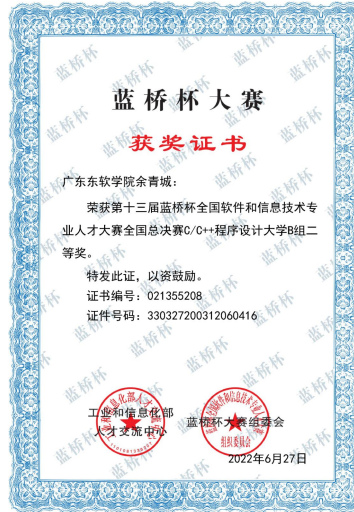 蓝桥杯大赛
获奖证书
广东东软学院余青城：
荣获第十三届蓝桥杯全国软件和信息技术专
业人才大赛全国总决赛C/C++程序设计大学B组二
等奖。
特发此证，以资鼓励。
证书编号：021355208
证件号码：330327200312060416
工业和信息化部
人才交流中心
蓝桥杯大赛组委会
组织委员会
2022年6月27日